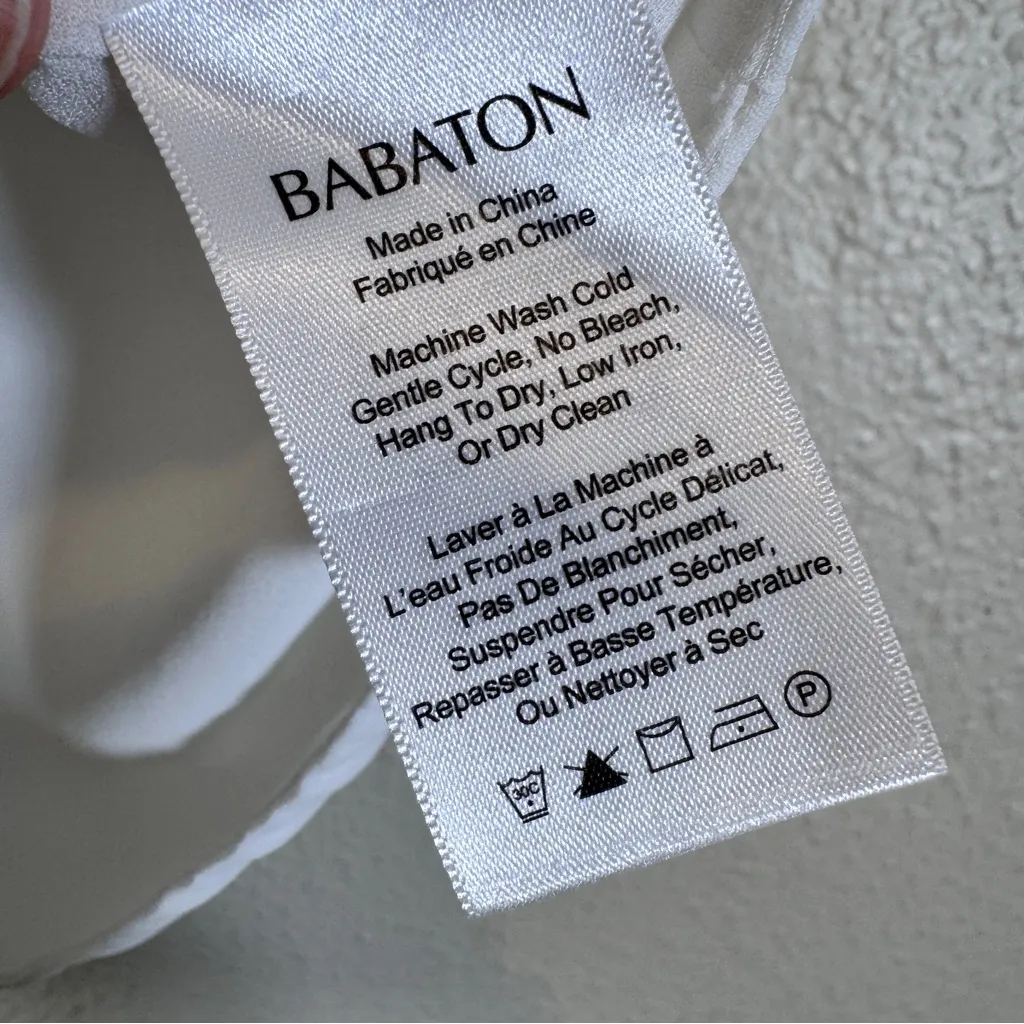 BABATON
Made in China
Fabriqué en Chine
Machine Wash Cold
Gentle Cycle, No Bleach,
Hang To Dry, Low Iron,
Or Dry Clean
Laver à La Machine à
L'eau Froide Au Cycle Délicat,
Pas De Blanchiment,
Suspendre Pour Sécher,
Repasser à Basse Température,
Ou Nettoyer à Sec
30C P